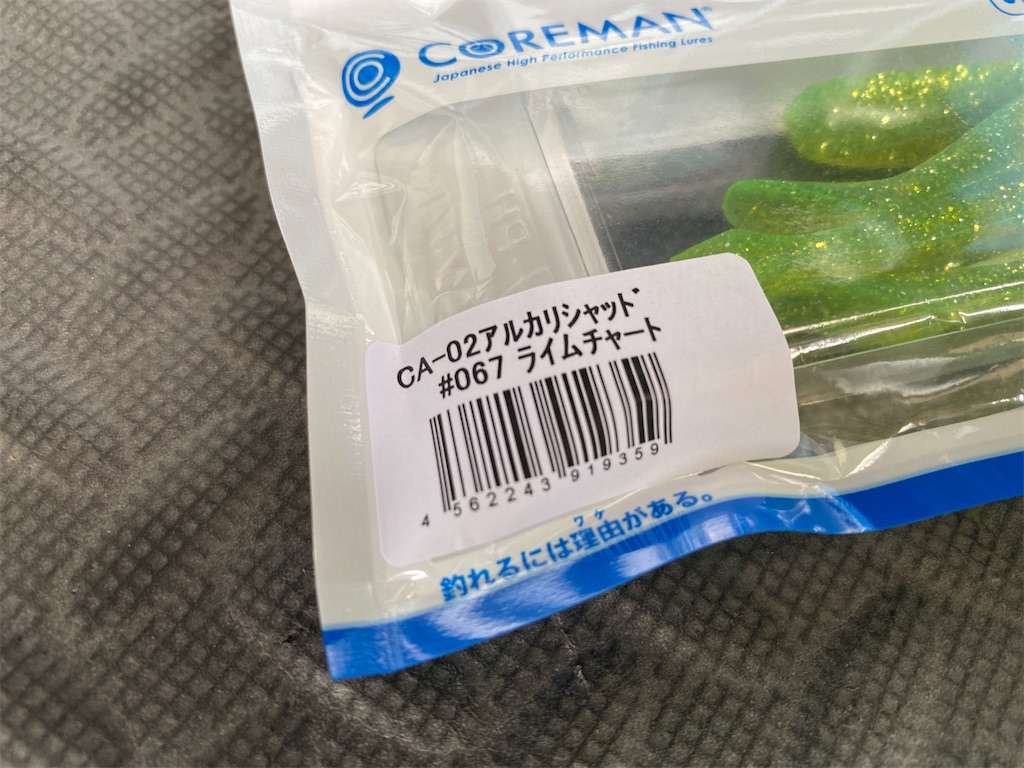 COREMAN®
Japanese High Performance Fishing Lures
CA-02アルカリシャッド
#067 ライムチャート
4 562243 919359
ワケ
釣れるには理由がある。